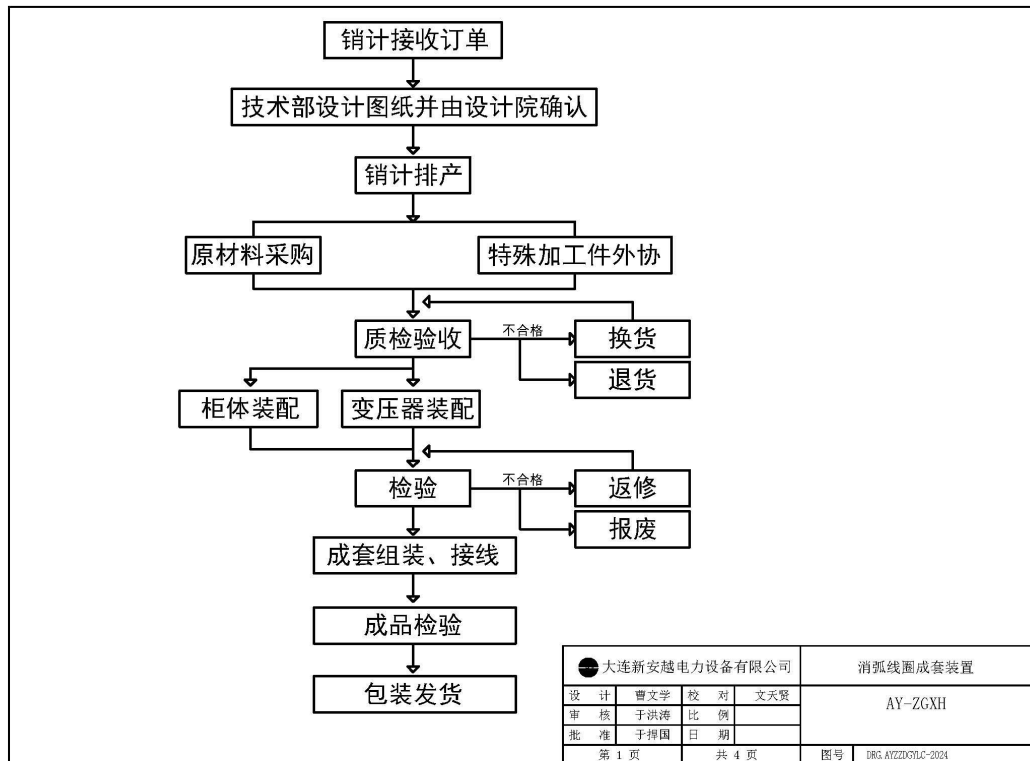 销计接收订单
技术部设计图纸并由设计院确认
销计排产
原材料采购
特殊加工件外协
质检验收
不合格
换货
退货
柜体装配
变压器装配
检验
不合格
返修
报废
成套组装、接线
成品检验
包装发货
大连新安越电力设备有限公司
消弧线圈成套装置
设 计 曹文学 校 对 文天贤
AY-ZGXH
审 核 于洪涛 比 例
批 准 于捍国 日 期
第 1 页 共 4 页 图号 DRG.AYZZDGYLC-2024